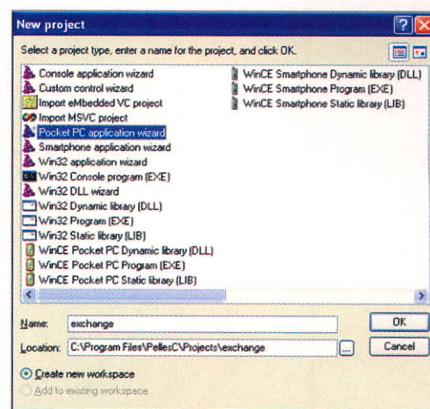 New project
Select a project type, enter a name for the project, and click OK.
Console application wizard
Custom control wizard
Import eMbedded VC project
Import MSVC project
Pocket PC application wizard
Smartphone application wizard
Win32 application wizard
Win32 Console program (EXE)
Win32 DLL wizard
Win32 Dynamic library (DLL)
Win32 Program (EXE)
Win32 Static library (LIB)
WinCE Pocket PC Dynamic library (DLL)
WinCE Pocket PC Program (EXE)
WinCE Pocket PC Static library (LIB)
WinCE Smartphone Dynamic library (DLL)
WinCE Smartphone Program (EXE)
WinCE Smartphone Static library (LIB)
Name: exchange OK
Location: C:\Program Files\PellesC\Projects\exchange ... Cancel
Create new workspace
Add to existing workspace